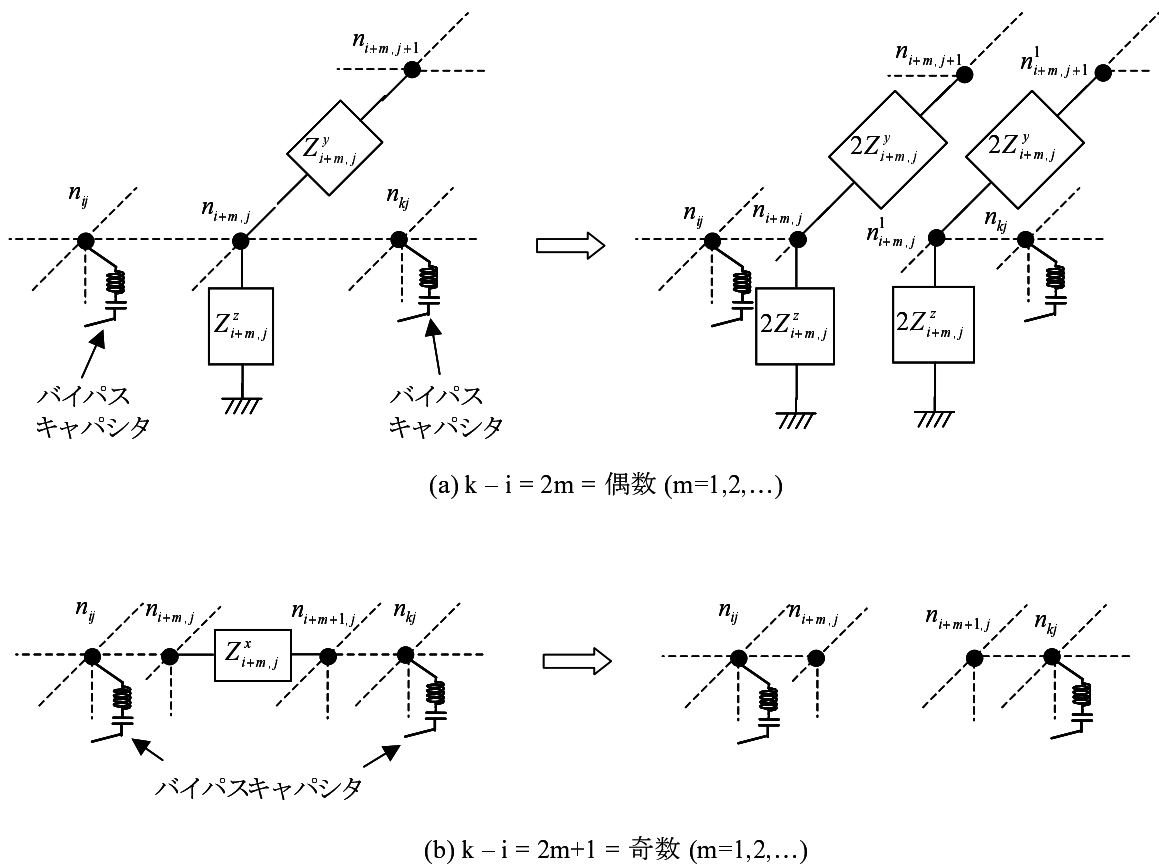 n_{i+m,j+1}
n_{i+m,j+1}
n^1_{i+m,j+1}
Z^y_{i+m,j}
2Z^y_{i+m,j}
2Z^y_{i+m,j}
n_{ij}
n_{i+m,j}
n_{kj}
n_{ij}
n_{i+m,j}
n^1_{i+m,j}
n_{kj}
Z^z_{i+m,j}
2Z^z_{i+m,j}
2Z^z_{i+m,j}
バイパス
キャパシタ
バイパス
キャパシタ
(a) k – i = 2m = 偶数 (m=1,2,…)
n_{ij}
n_{i+m,j}
n_{i+m+1,j}
n_{kj}
n_{ij}
n_{i+m,j}
n_{i+m+1,j}
n_{kj}
Z^x_{i+m,j}
バイパスキャパシタ
(b) k – i = 2m+1 = 奇数 (m=1,2,…)